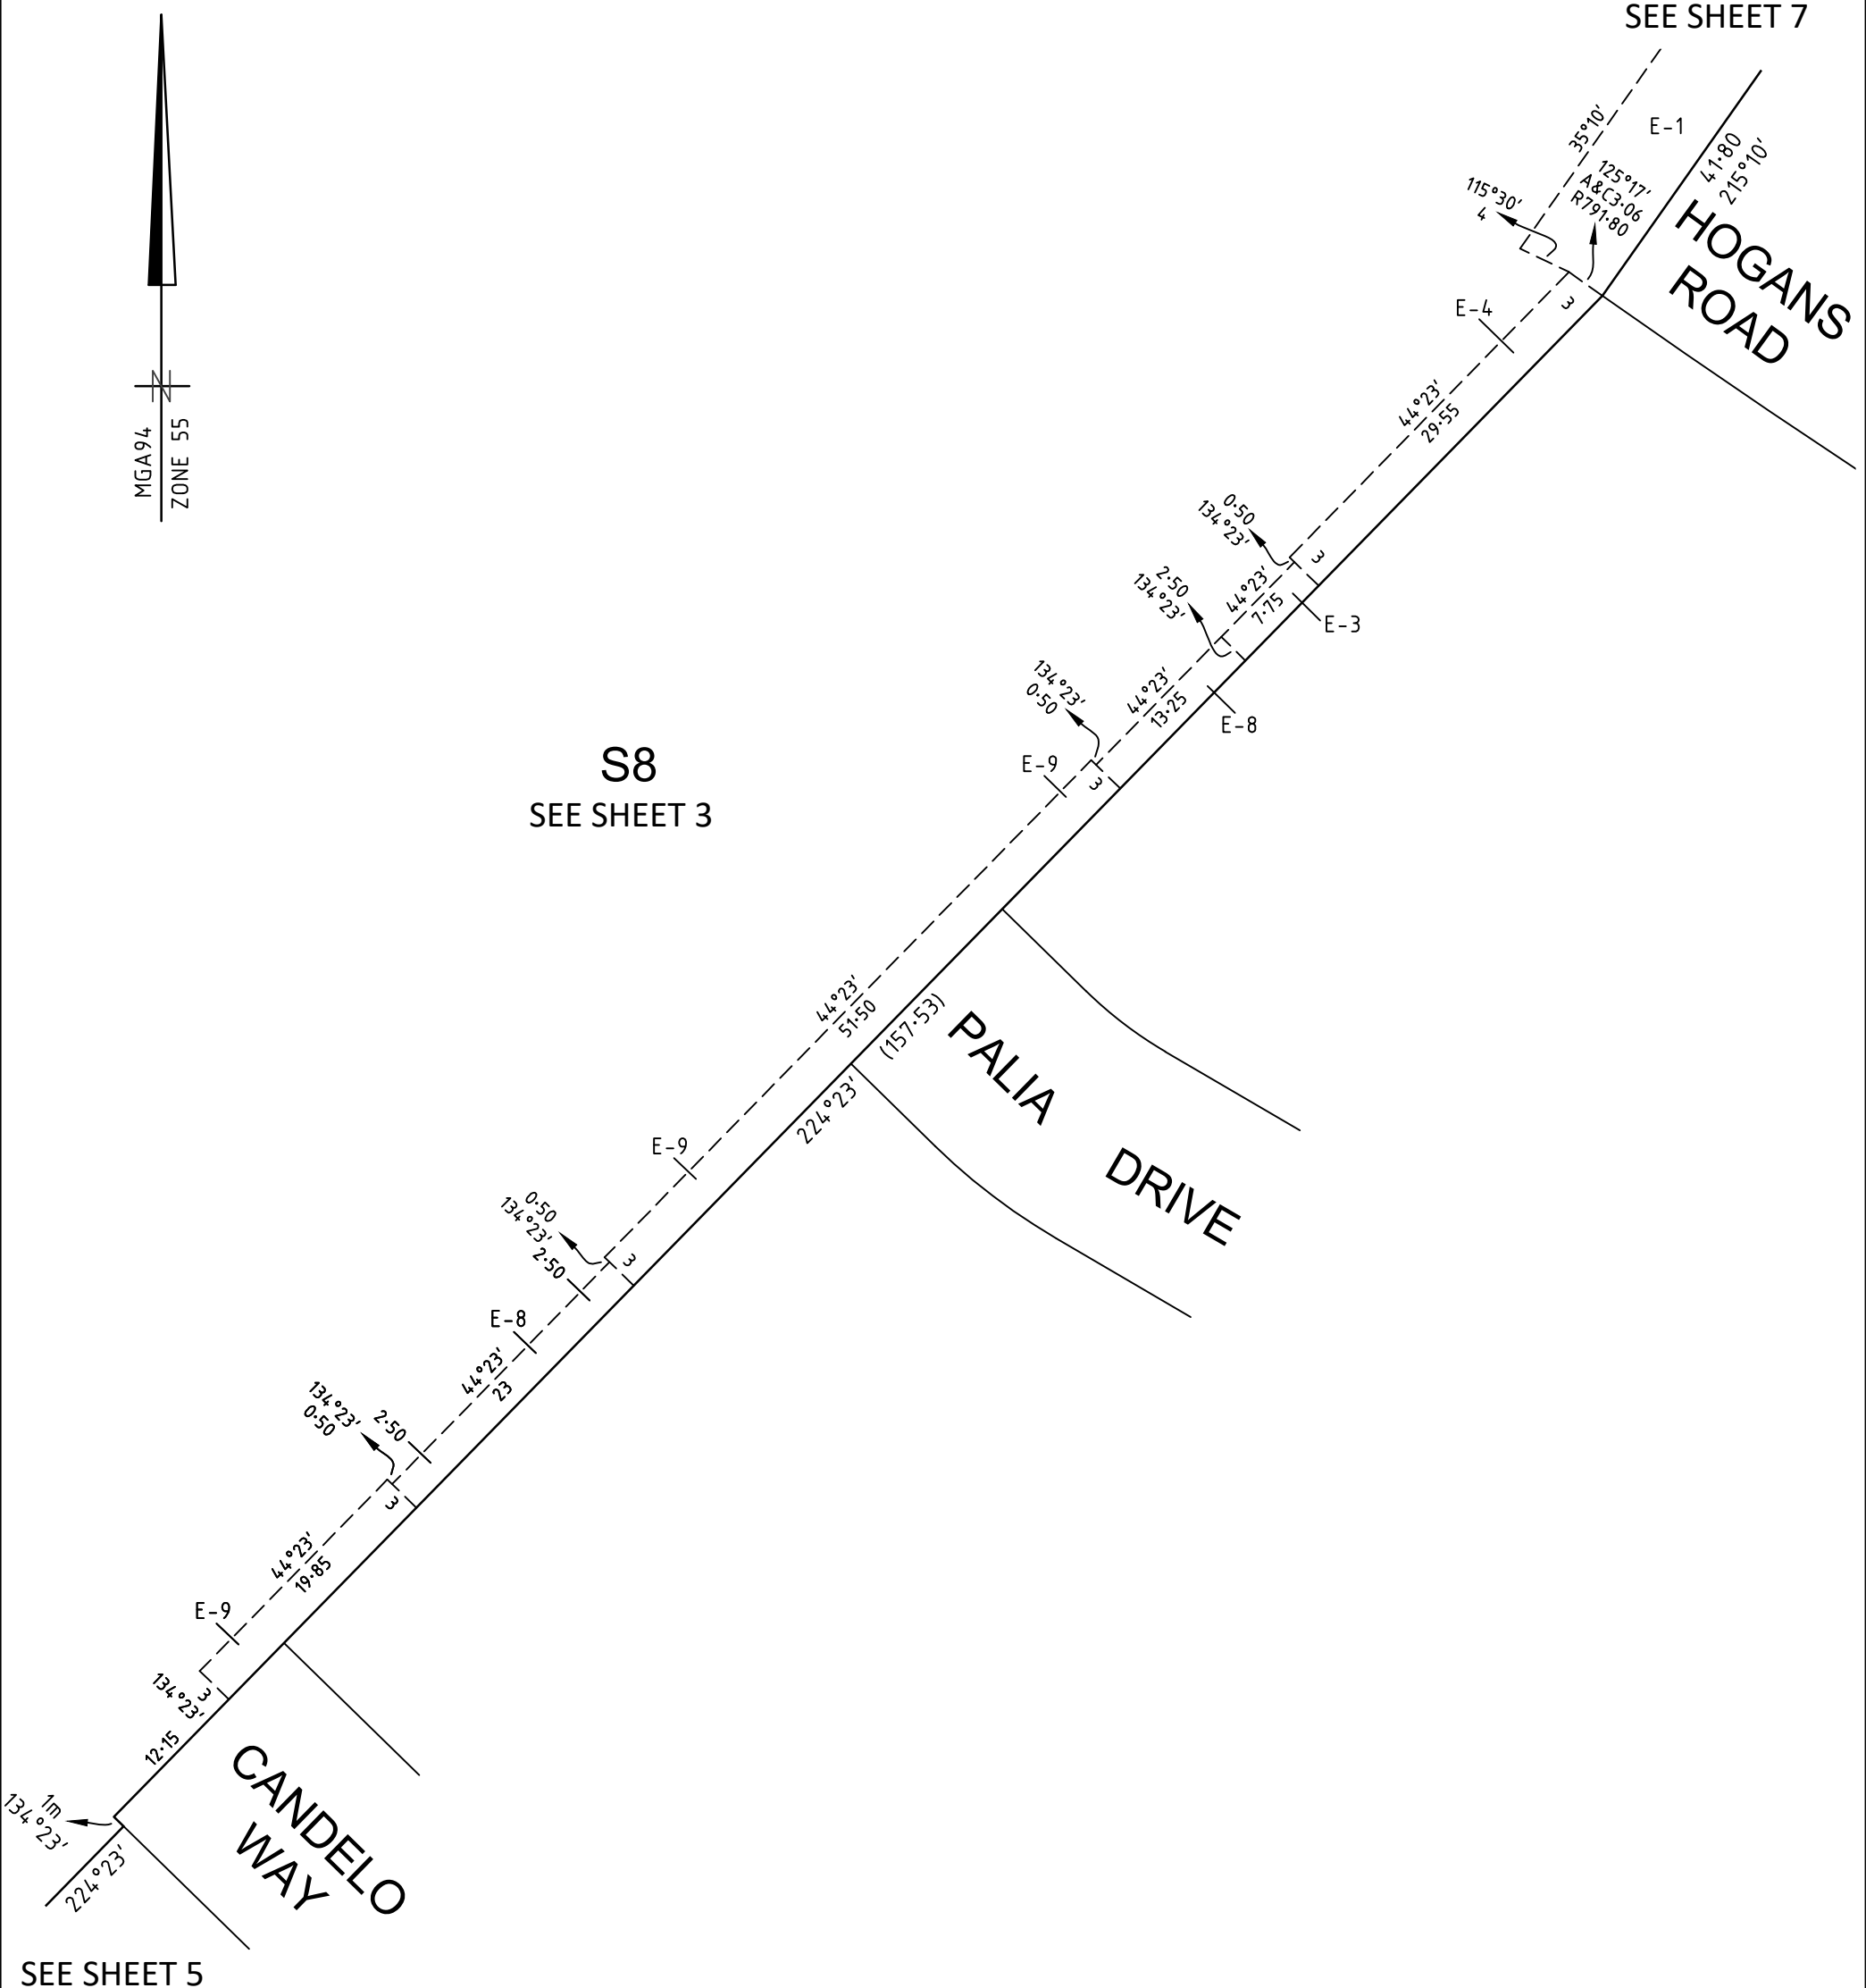 SEE SHEET 7
35°10′
E-1
41·80
215°10′
125°17′
A&C3·06
R791·80
115°30′
4
HOGANS
ROAD
3
E-4
44°23′
29·55
MGA94
ZONE 55
N
0·50
134°23′
3
44°23′
7·75
E-3
2·50
134°23′
44°23′
13·25
E-8
134°23′
0·50
E-9
3
S8
SEE SHEET 3
44°23′
51·50
(157·53)
224°23′
PALIA
DRIVE
E-9
0·50
134°23′
2·50
3
E-8
44°23′
23
134°23′
0·50
2·50
3
44°23′
19·85
E-9
134°23′
3
12·15
CANDELO
WAY
1m
134°23′
224°23′
SEE SHEET 5